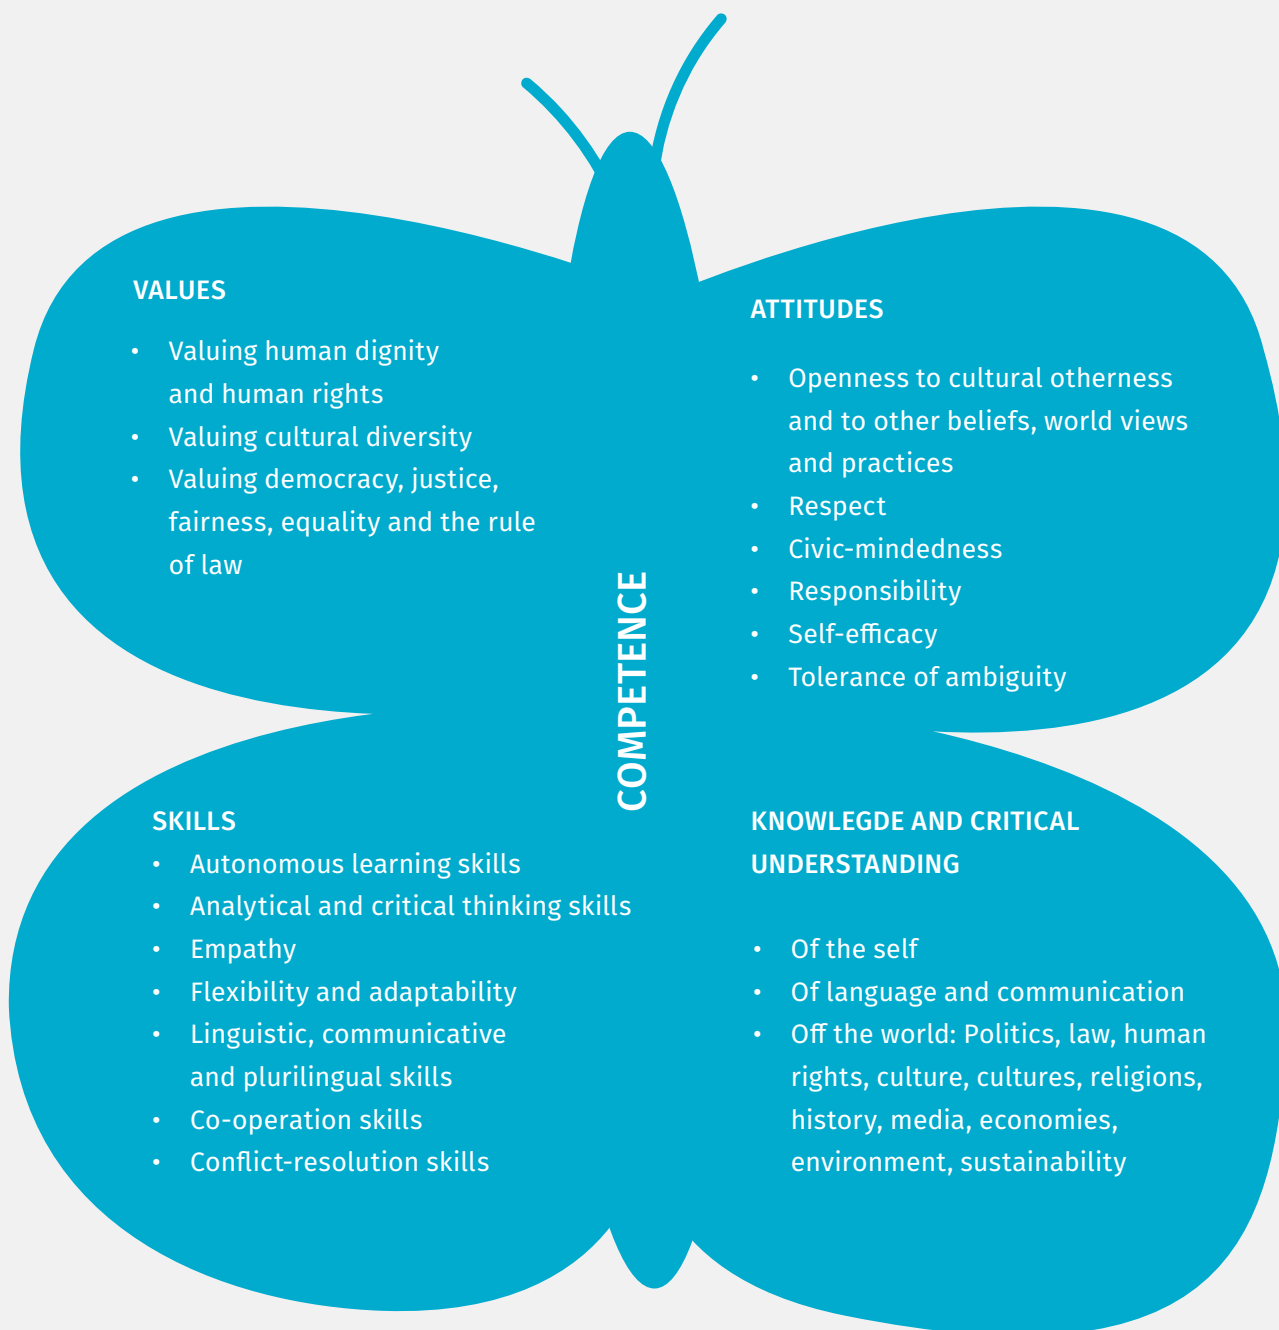 VALUES
• Valuing human dignity
and human rights
• Valuing cultural diversity
• Valuing democracy, justice,
fairness, equality and the rule
of law
ATTITUDES
• Openness to cultural otherness
and to other beliefs, world views
and practices
• Respect
• Civic-mindedness
• Responsibility
• Self-efficacy
• Tolerance of ambiguity
COMPETENCE
SKILLS
• Autonomous learning skills
• Analytical and critical thinking skills
• Empathy
• Flexibility and adaptability
• Linguistic, communicative
and plurilingual skills
• Co-operation skills
• Conflict-resolution skills
KNOWLEGDE AND CRITICAL
UNDERSTANDING
• Of the self
• Of language and communication
• Off the world: Politics, law, human
rights, culture, cultures, religions,
history, media, economies,
environment, sustainability